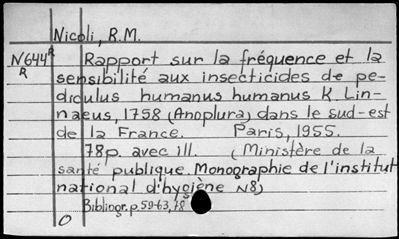 Nicoli, R.M.
N644R Rapport sur la fréquence et la
R sensibilité aux insecticides de pe-
diculus humanus humanus K. Lin-
naeus, 1758 (Anoplura) dans le sud-est
de la France. Paris, 1955.
78p. avec ill. (Ministère de la
santé publique. Monographie de l'institut
national d'hygiène N8)
Bibliogr. p. 59-63, 78
O